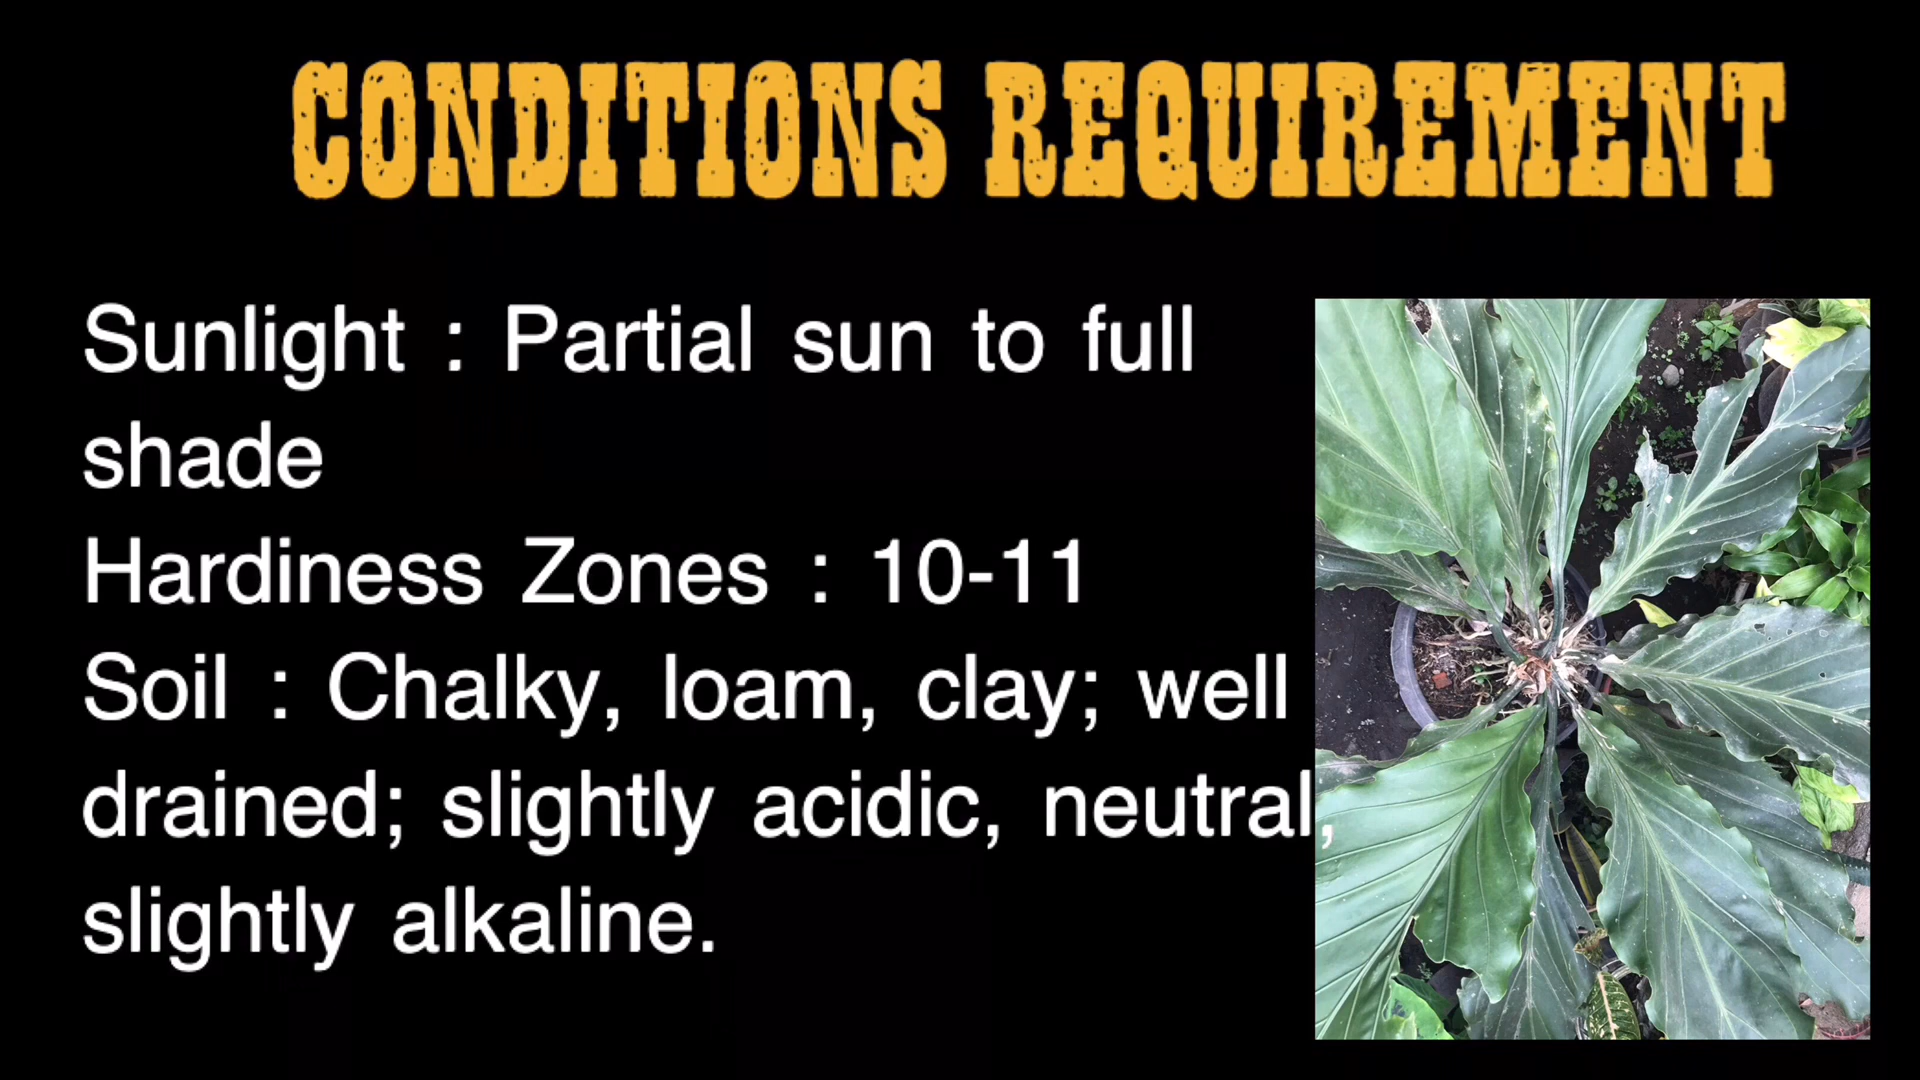 CONDITIONS REQUIREMENT
Sunlight : Partial sun to full
shade
Hardiness Zones : 10-11
Soil : Chalky, loam, clay; well
drained; slightly acidic, neutral,
slightly alkaline.